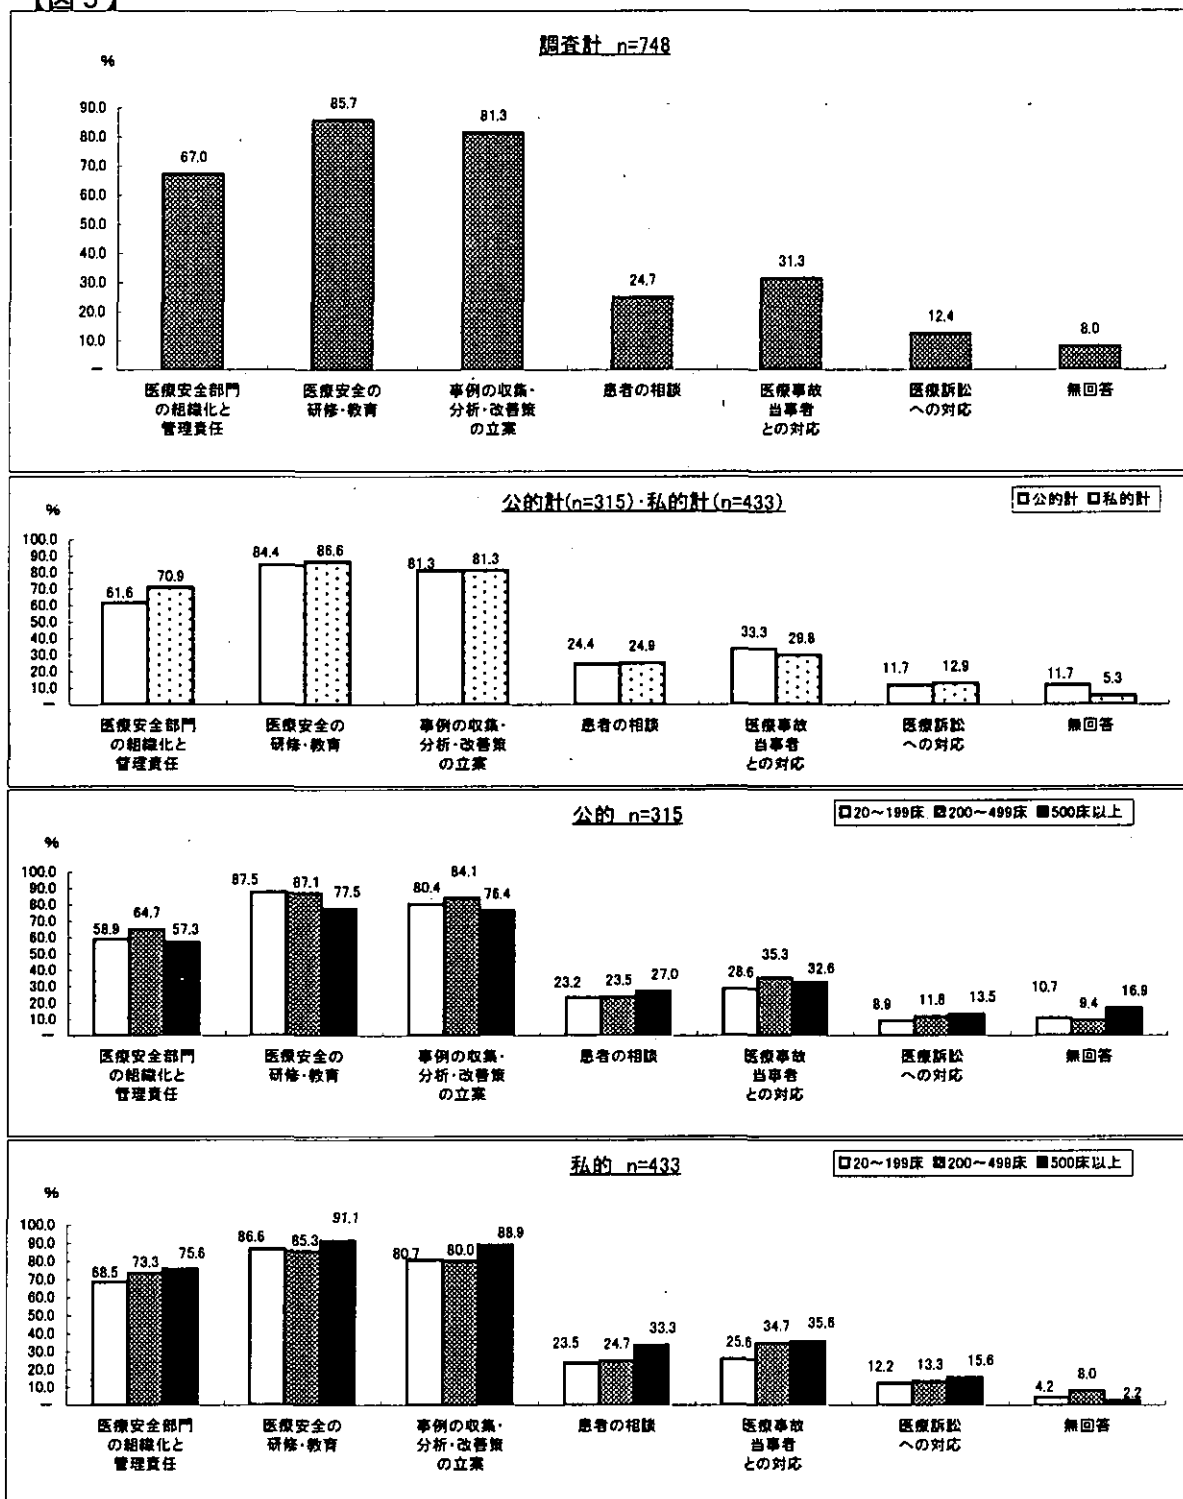 【図5】
調査計 n=748
%
90.0
80.0
70.0
60.0
50.0
40.0
30.0
20.0
10.0
－
67.0
85.7
81.3
24.7
31.3
12.4
8.0
医療安全部門
の組織化と
管理責任
医療安全の
研修・教育
事例の収集・
分析・改善策
の立案
患者の相談
医療事故
当事者
との対応
医療訴訟
への対応
無回答
公的計(n=315)・私的計(n=433)
□公的計 □私的計
%
100.0
90.0
80.0
70.0
60.0
50.0
40.0
30.0
20.0
10.0
－
61.6 70.9
84.4 86.6
81.3 81.3
24.4 24.9
33.3 29.8
11.7 12.9
11.7 5.3
医療安全部門
の組織化と
管理責任
医療安全の
研修・教育
事例の収集・
分析・改善策
の立案
患者の相談
医療事故
当事者
との対応
医療訴訟
への対応
無回答
公的 n=315
□20～199床 ■200～499床 ■500床以上
%
100.0
90.0
80.0
70.0
60.0
50.0
40.0
30.0
20.0
10.0
－
58.9 64.7 57.3
87.5 87.1 77.5
80.4 84.1 76.4
23.2 23.5 27.0
28.6 35.3 32.6
8.9 11.8 13.5
10.7 9.4 16.9
医療安全部門
の組織化と
管理責任
医療安全の
研修・教育
事例の収集・
分析・改善策
の立案
患者の相談
医療事故
当事者
との対応
医療訴訟
への対応
無回答
私的 n=433
□20～199床 ■200～499床 ■500床以上
%
100.0
90.0
80.0
70.0
60.0
50.0
40.0
30.0
20.0
10.0
－
68.5 73.3 75.6
86.6 85.3 91.1
80.7 80.0 88.9
23.5 24.7 33.3
25.6 34.7 35.6
12.2 13.3 15.6
4.2 8.0 2.2
医療安全部門
の組織化と
管理責任
医療安全の
研修・教育
事例の収集・
分析・改善策
の立案
患者の相談
医療事故
当事者
との対応
医療訴訟
への対応
無回答